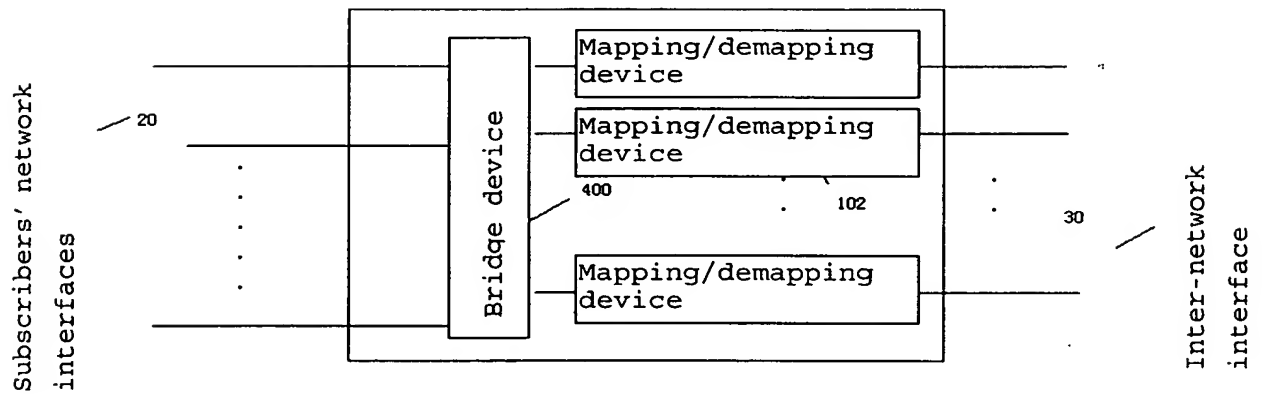 Subscribers' network
interfaces
20
Bridge device
400
Mapping/demapping
device
Mapping/demapping
device
102
Mapping/demapping
device
30
Inter-network
interface